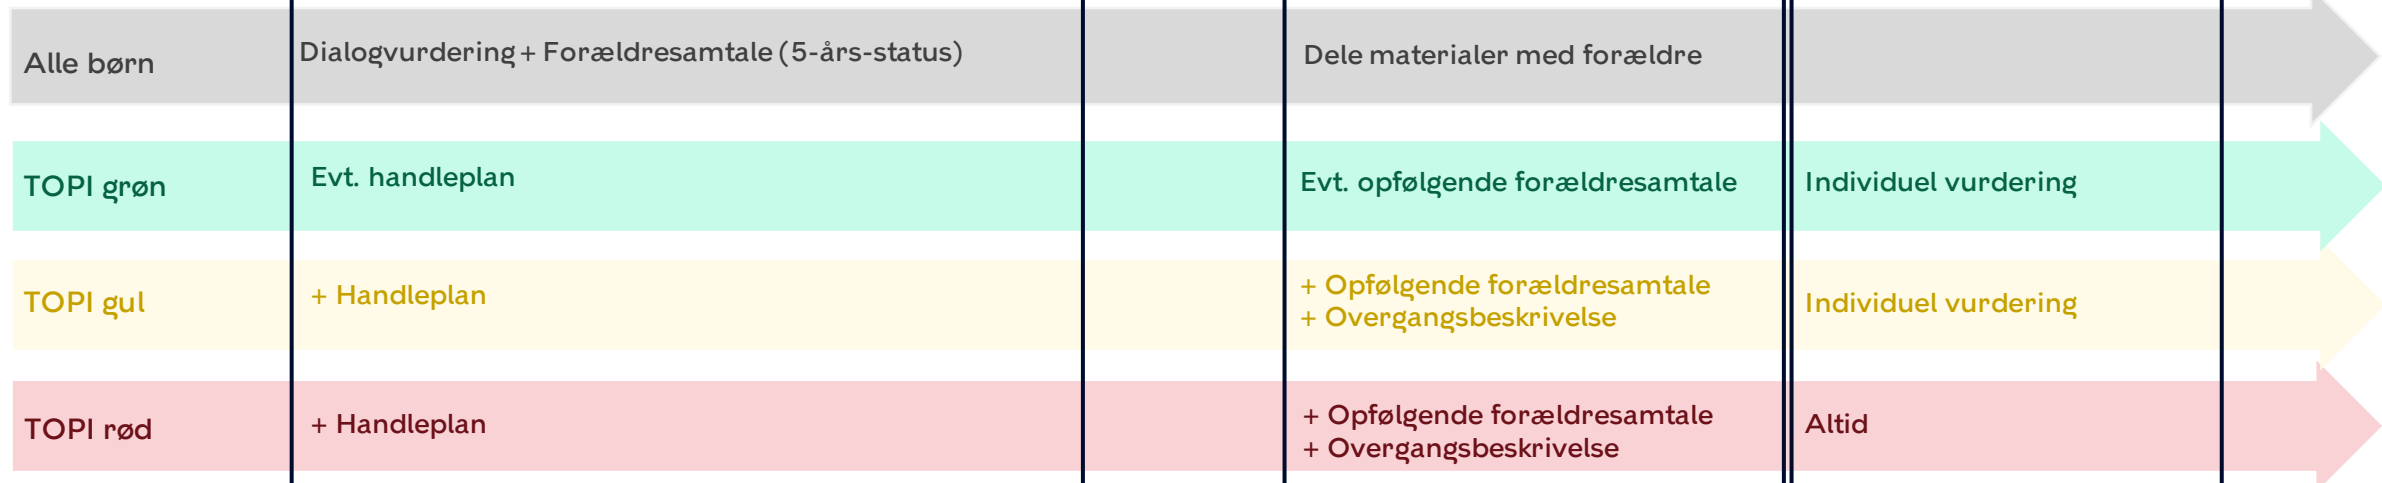 Alle børn
Dialogvurdering + Forældresamtale (5-års-status)
Dele materialer med forældre
TOPI grøn
Evt. handleplan
Evt. opfølgende forældresamtale
Individuel vurdering
TOPI gul
+ Handleplan
+ Opfølgende forældresamtale
+ Overgangsbeskrivelse
Individuel vurdering
TOPI rød
+ Handleplan
+ Opfølgende forældresamtale
+ Overgangsbeskrivelse
Altid